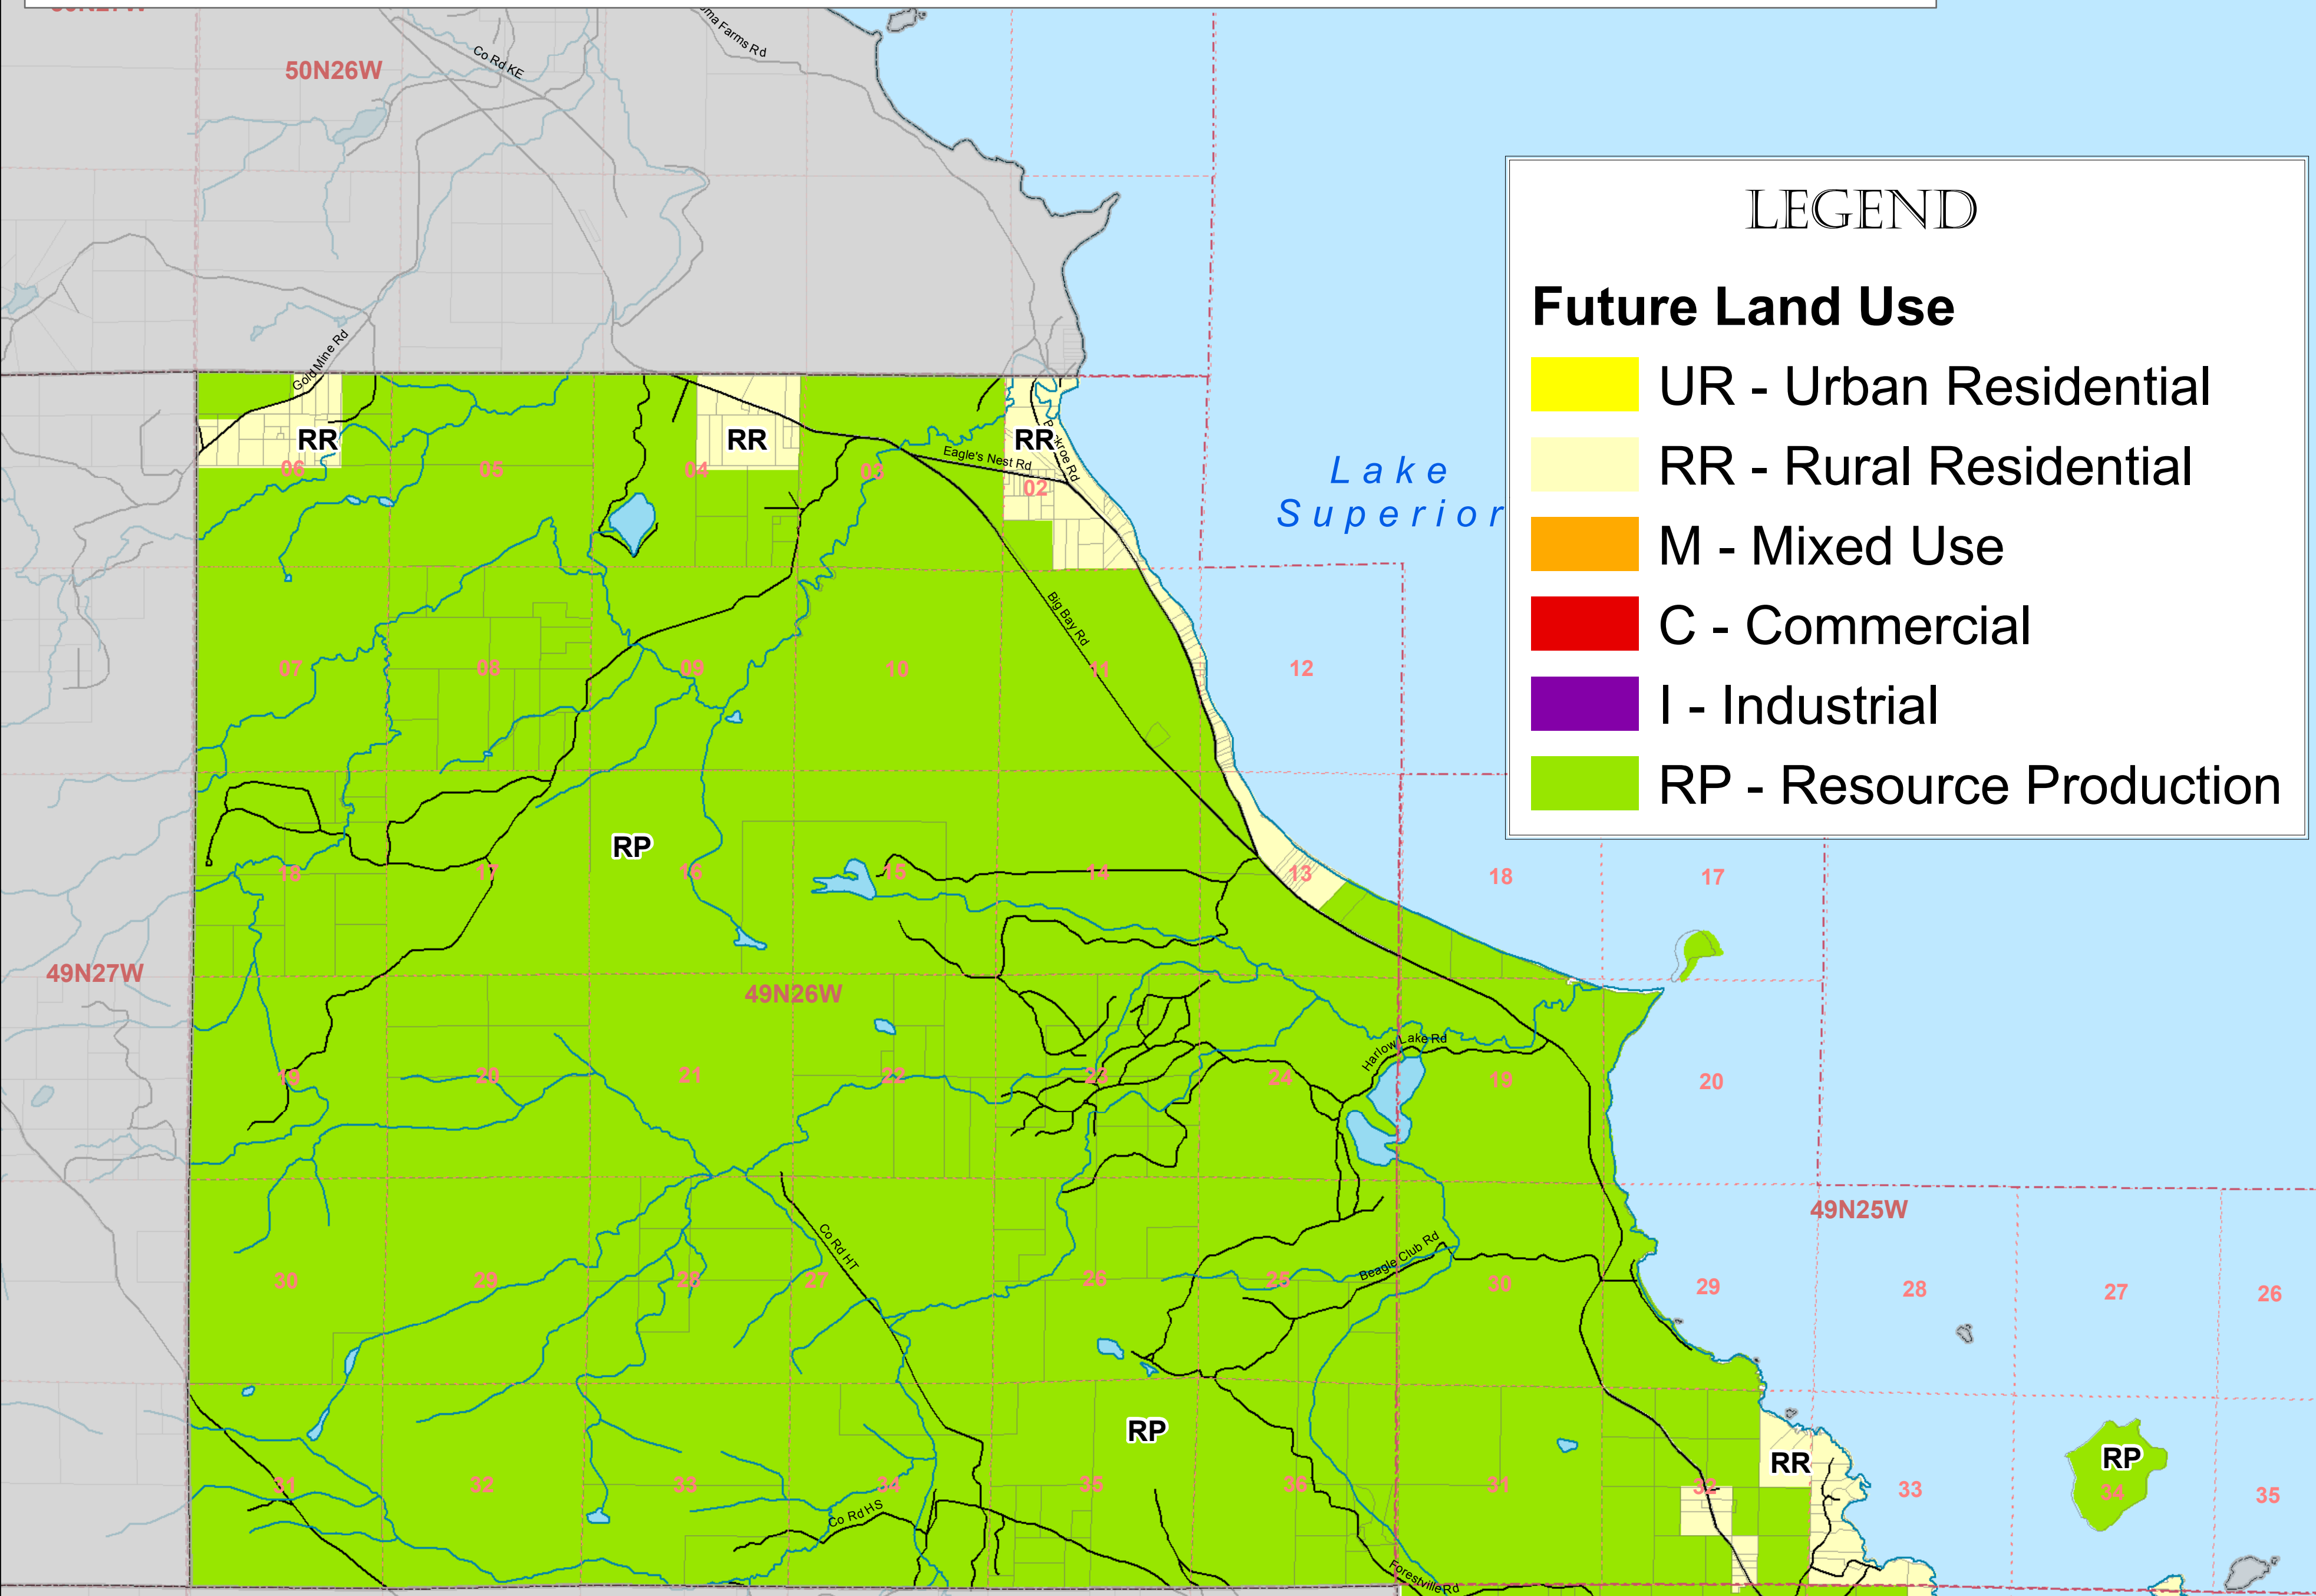 50N26W
Co Rd KE
ma Farms Rd
LEGEND
Future Land Use
UR - Urban Residential
RR - Rural Residential
M - Mixed Use
C - Commercial
I - Industrial
RP - Resource Production
Gold Mine Rd
RR
RR
RR
Eagle's Nest Rd
06
05
04
03
02
Lake
Superior
Big Bay Rd
07
08
09
10
11
12
RP
18
17
16
15
14
13
18
17
49N27W
49N26W
Harlow Lake Rd
19
20
21
22
23
24
19
20
49N25W
Co Rd HT
Beagle Club Rd
30
29
28
27
26
25
30
29
28
27
26
RP
RR
RP
31
32
33
34
35
36
31
32
33
34
35
Co Rd HS
Forestville Rd